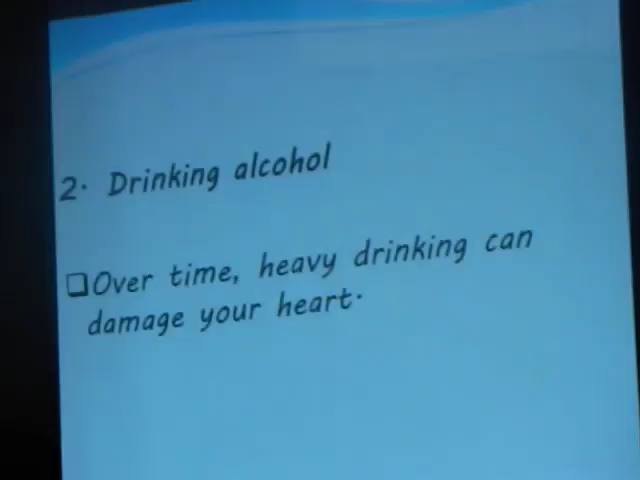 2. Drinking alcohol
❑Over time, heavy drinking can
damage your heart.